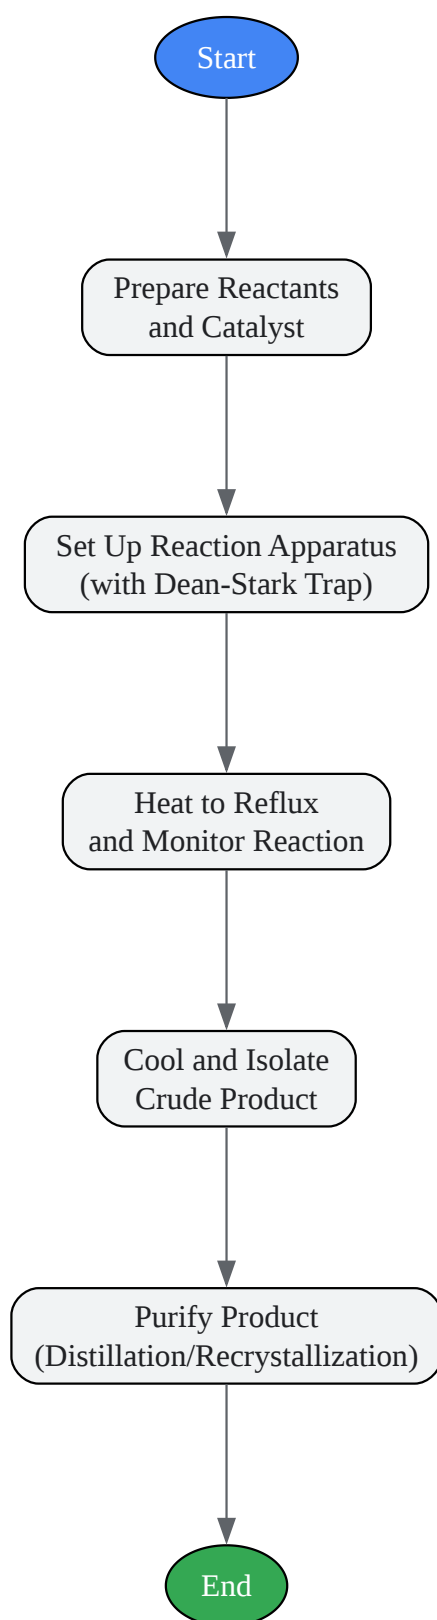 Start
Prepare Reactants
and Catalyst
Set Up Reaction Apparatus
(with Dean-Stark Trap)
Heat to Reflux
and Monitor Reaction
Cool and Isolate
Crude Product
Purify Product
(Distillation/Recrystallization)
End